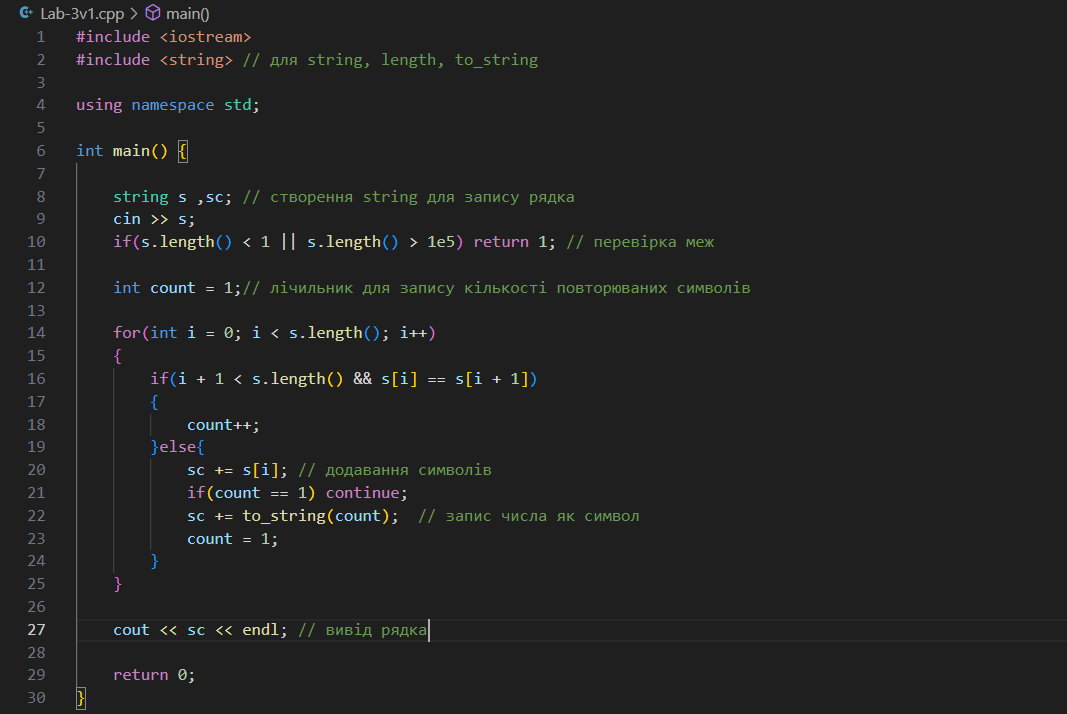 Lab-3v1.cpp > main()
1 #include <iostream>
2 #include <string> // для string, length, to_string
3
4 using namespace std;
5
6 int main() {
7
8 string s ,sc; // створення string для запису рядка
9 cin >> s;
10 if(s.length() < 1 || s.length() > 1e5) return 1; // перевірка меж
11
12 int count = 1;// лічильник для запису кількості повторюваних символів
13
14 for(int i = 0; i < s.length(); i++)
15 {
16 if(i + 1 < s.length() && s[i] == s[i + 1])
17 {
18 count++;
19 }else{
20 sc += s[i]; // додавання символів
21 if(count == 1) continue;
22 sc += to_string(count);  // запис числа як символ
23 count = 1;
24 }
25 }
26
27 cout << sc << endl; // вивід рядка
28
29 return 0;
30 }